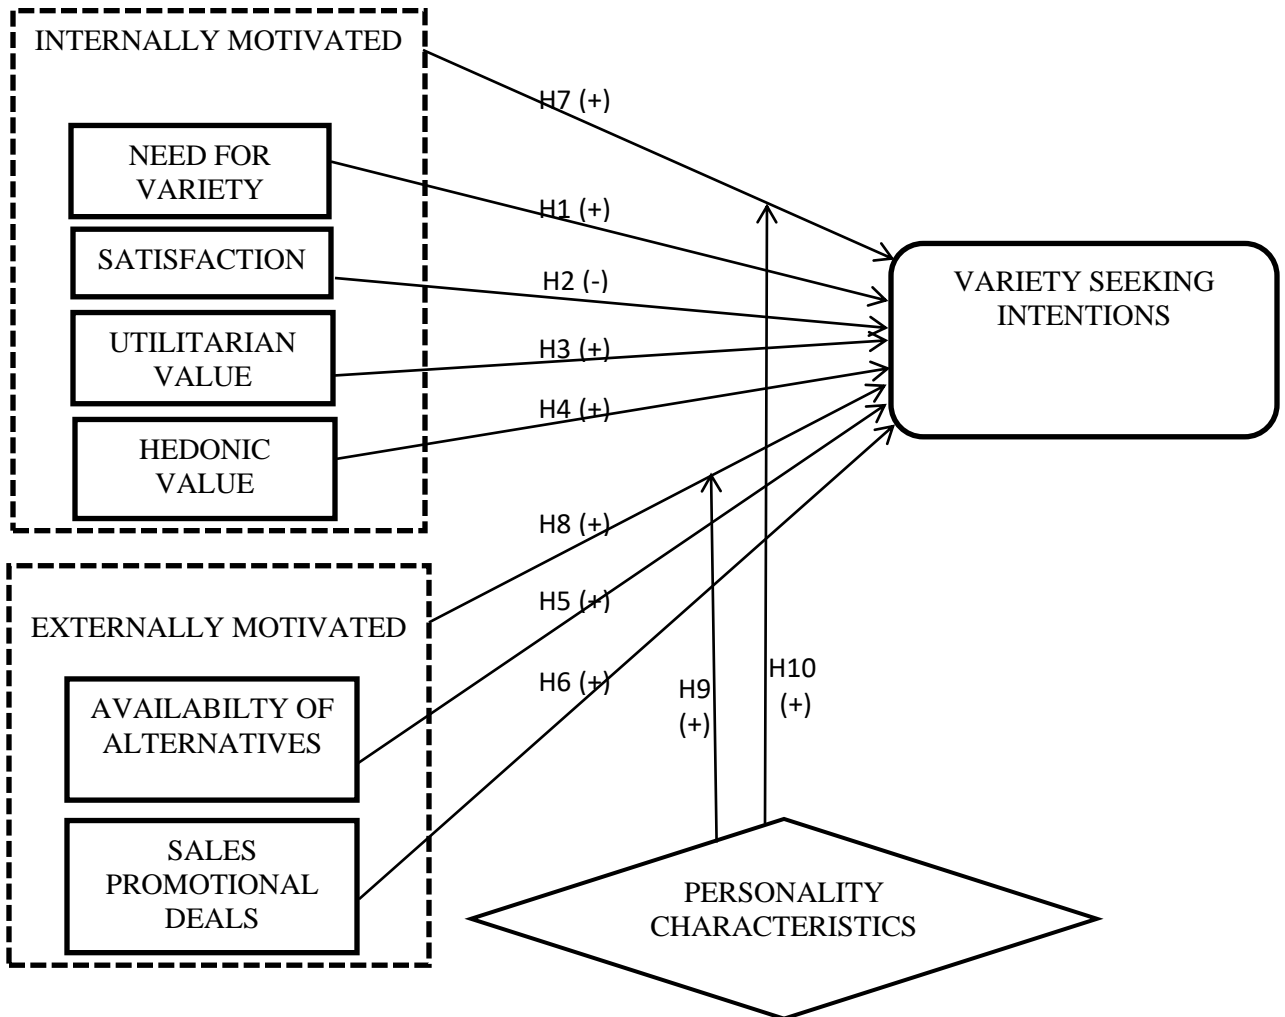 INTERNALLY MOTIVATED
NEED FOR
VARIETY
SATISFACTION
UTILITARIAN
VALUE
HEDONIC
VALUE
EXTERNALLY MOTIVATED
AVAILABILTY OF
ALTERNATIVES
SALES
PROMOTIONAL
DEALS
H7 (+)
H1 (+)
H2 (-)
H3 (+)
H4 (+)
H8 (+)
H5 (+)
H6 (+)
H9
(+)
H10
(+)
VARIETY SEEKING
INTENTIONS
PERSONALITY
CHARACTERISTICS